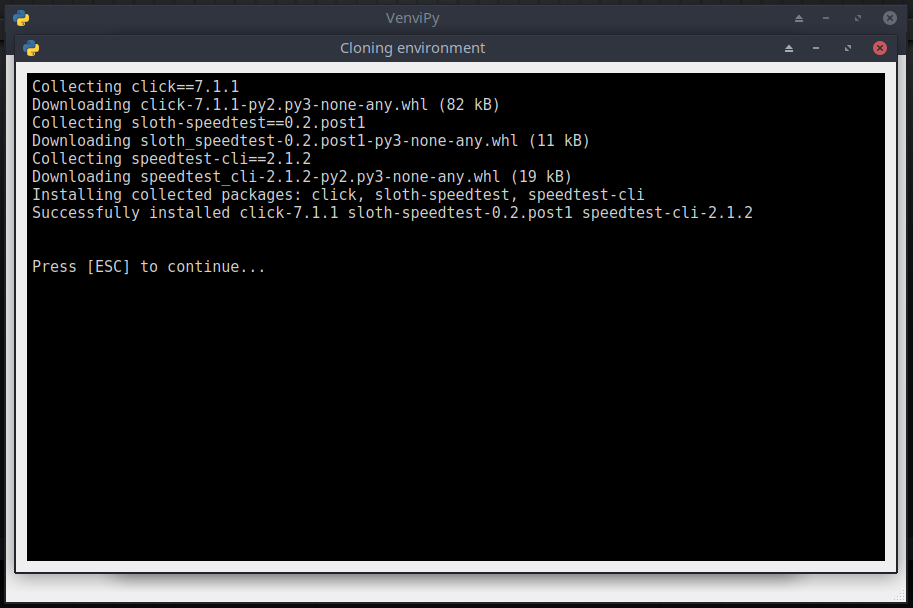 VenviPy
Cloning environment
Collecting click==7.1.1
Downloading click-7.1.1-py2.py3-none-any.whl (82 kB)
Collecting sloth-speedtest==0.2.post1
Downloading sloth_speedtest-0.2.post1-py3-none-any.whl (11 kB)
Collecting speedtest-cli==2.1.2
Downloading speedtest_cli-2.1.2-py2.py3-none-any.whl (19 kB)
Installing collected packages: click, sloth-speedtest, speedtest-cli
Successfully installed click-7.1.1 sloth-speedtest-0.2.post1 speedtest-cli-2.1.2
Press [ESC] to continue...